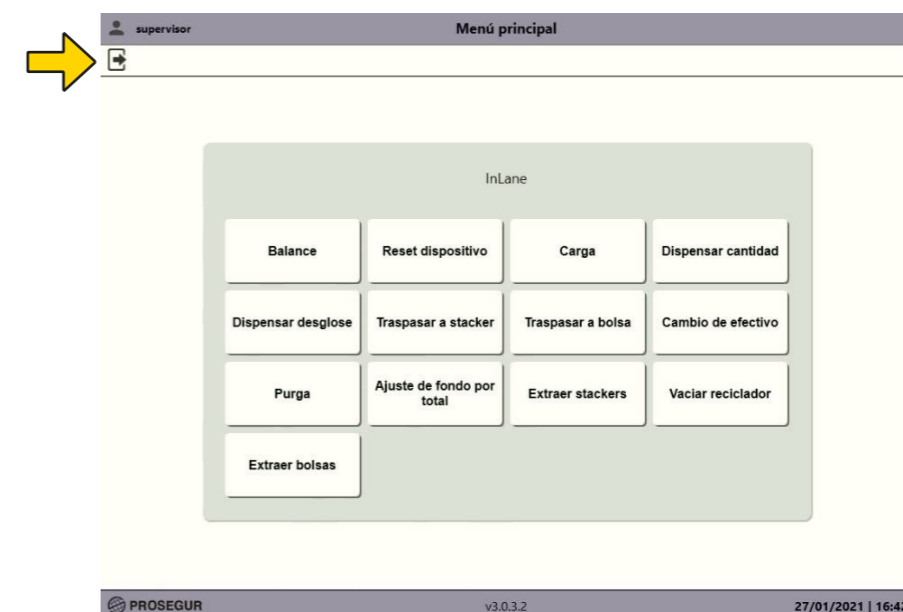 supervisor
Menú principal
InLane
Balance
Reset dispositivo
Carga
Dispensar cantidad
Dispensar desglose
Traspasar a stacker
Traspasar a bolsa
Cambio de efectivo
Purga
Ajuste de fondo por
total
Extraer stackers
Vaciar reciclador
Extraer bolsas
PROSEGUR
v3.0.3.2
27/01/2021 | 16:4